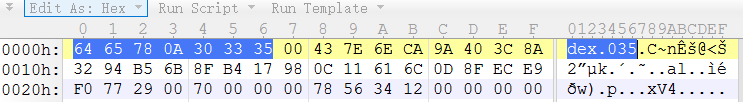 Edit As: Hex Run Script Run Template
0 1 2 3 4 5 6 7 8 9 A B C D E F 0123456789ABCDEF
0000h: 64 65 78 0A 30 33 35 00 43 7E 6E CA 9A 40 3C 8A dex.035.C~nÊš@<Š
0010h: 32 94 B5 6B 8F B4 17 98 0C 11 61 6C 0D 8F EC E9 2”µk.´.˜..al..ìé
0020h: F0 77 29 00 70 00 00 00 78 56 34 12 00 00 00 00 ðw).p...xV4.....